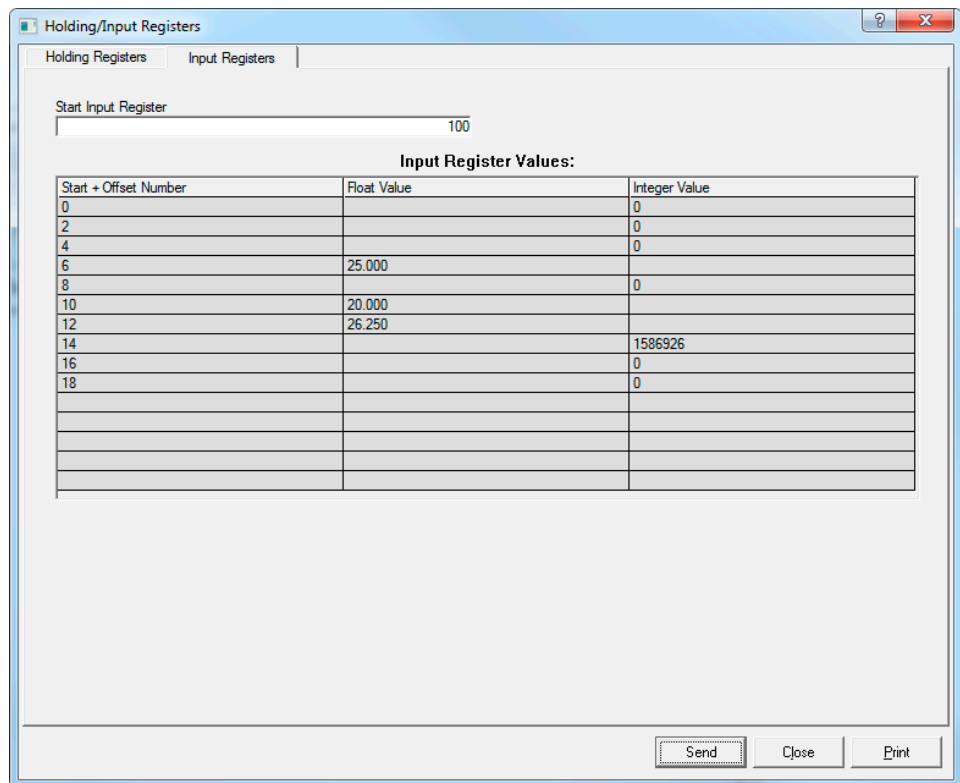 Holding/Input Registers
Holding Registers Input Registers
Start Input Register
100
Input Register Values:
Start + Offset Number Float Value Integer Value
0 0
2 0
4 0
6 25.000
8 0
10 20.000
12 26.250
14 1586926
16 0
18 0
Send Close Print